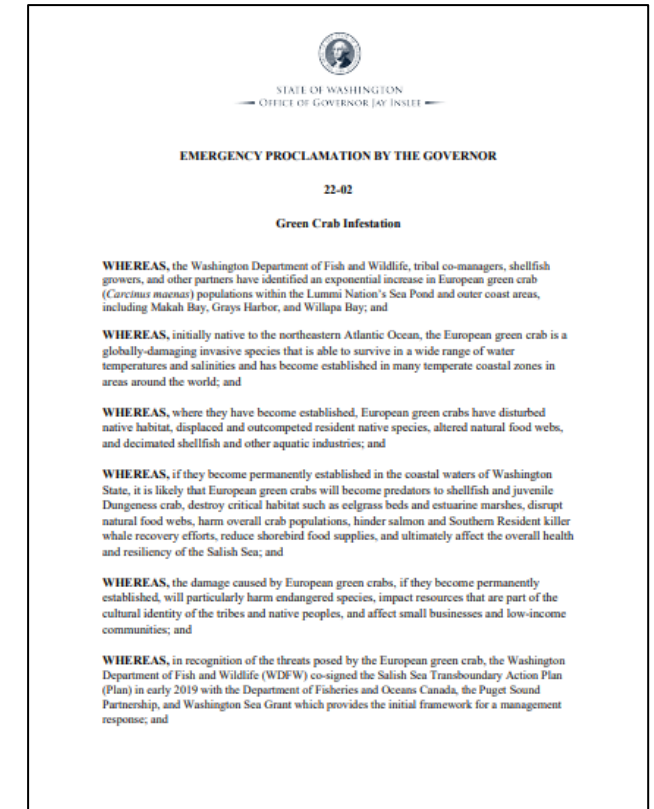 STATE OF WASHINGTON
OFFICE OF GOVERNOR JAY INSLEE
EMERGENCY PROCLAMATION BY THE GOVERNOR
22-02
Green Crab Infestation
WHEREAS, the Washington Department of Fish and Wildlife, tribal co-managers, shellfish
growers, and other partners have identified an exponential increase in European green crab
(Carcinus maenas) populations within the Lummi Nation's Sea Pond and outer coast areas,
including Makah Bay, Grays Harbor, and Willapa Bay; and
WHEREAS, initially native to the northeastern Atlantic Ocean, the European green crab is a
globally-damaging invasive species that is able to survive in a wide range of water
temperatures and salinities and has become established in many temperate coastal zones in
areas around the world; and
WHEREAS, where they have become established, European green crabs have disturbed
native habitat, displaced and outcompeted resident native species, altered natural food webs,
and decimated shellfish and other aquatic industries; and
WHEREAS, if they become permanently established in the coastal waters of Washington
State, it is likely that European green crabs will become predators to shellfish and juvenile
Dungeness crab, destroy critical habitat such as eelgrass beds and estuarine marshes, disrupt
natural food webs, harm overall crab populations, hinder salmon and Southern Resident killer
whale recovery efforts, reduce shorebird food supplies, and ultimately affect the overall health
and resiliency of the Salish Sea; and
WHEREAS, the damage caused by European green crabs, if they become permanently
established, will particularly harm endangered species, impact resources that are part of the
cultural identity of the tribes and native peoples, and affect small businesses and low-income
communities; and
WHEREAS, in recognition of the threats posed by the European green crab, the Washington
Department of Fish and Wildlife (WDFW) co-signed the Salish Sea Transboundary Action Plan
(Plan) in early 2019 with the Department of Fisheries and Oceans Canada, the Puget Sound
Partnership, and Washington Sea Grant which provides the initial framework for a management
response; and